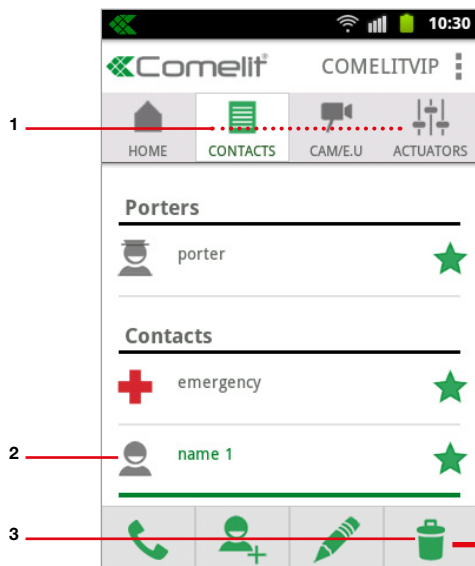 10:30
Comelit® COMELITVIP
1
HOME CONTACTS CAM/E.U ACTUATORS
Porters
porter
Contacts
emergency
2 name 1
3